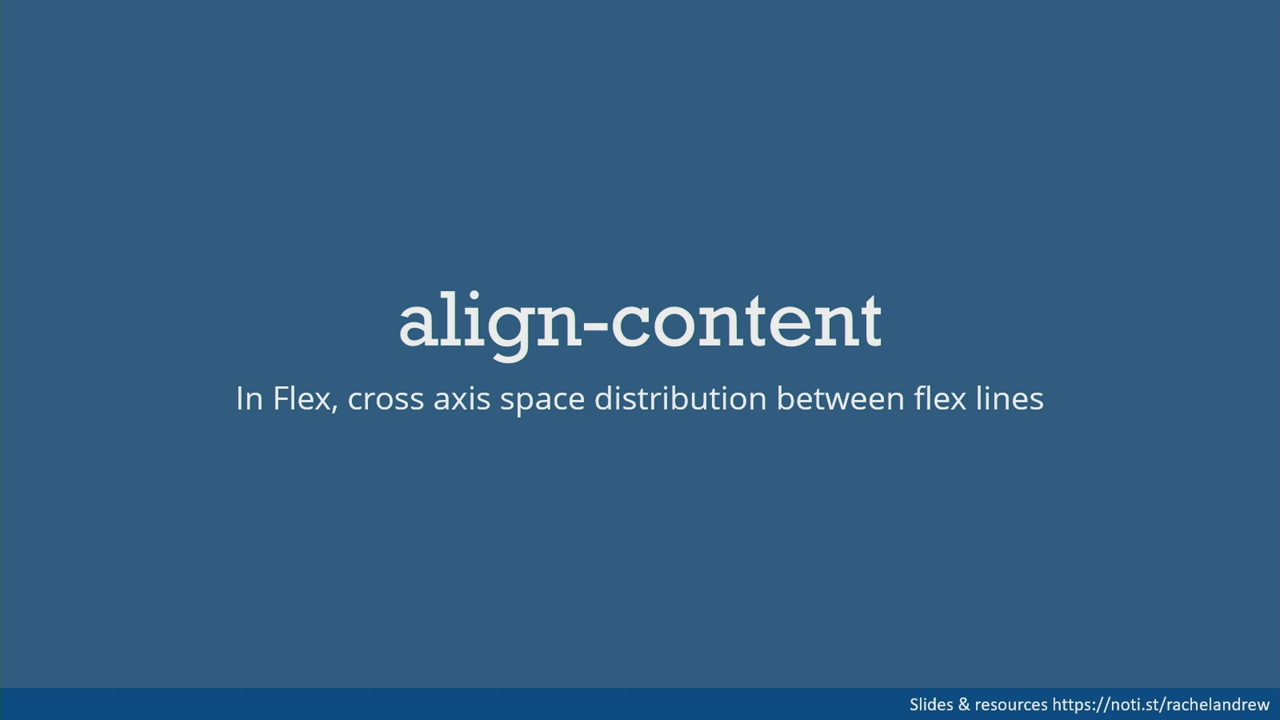 align-content
In Flex, cross axis space distribution between flex lines
Slides & resources https://noti.st/rachelandrew